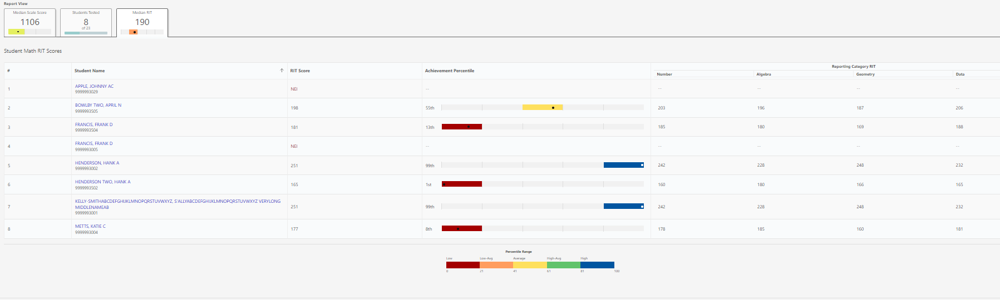 Report View
Median Scale Score Students Tested Median RIT
1106 8 190
of 23
Student Math RIT Scores
Reporting Category RIT
# Student Name RIT Score Achievement Percentile Number Algebra Geometry Data
1 APPLE, JOHNNY AC NEI -- -- -- -- --
9999993029
2 BOWLBY TWO, APRIL N 198 55th 203 196 187 206
9999993505
3 FRANCIS, FRANK D 181 13th 185 180 169 188
9999993504
4 FRANCIS, FRANK D NEI -- -- -- -- --
9999993005
5 HENDERSON, HANK A 251 99th 242 228 248 232
9999993002
6 HENDERSON TWO, HANK A 165 1st 160 180 166 165
9999993502
KELLY-SMITHABCDEFGHIJKLMNOPQRSTUVWXYZ, S'ALLYABCDEFGHIJKLMNOPQRSTUVWXYZ VERYLONG
7 MIDDLENAMEAB 251 99th 242 228 248 232
9999993001
8 METTS, KATIE C 177 8th 178 185 160 181
9999993004
Percentile Range
Low Low-Avg Average High-Avg High
0 21 41 61 81 100